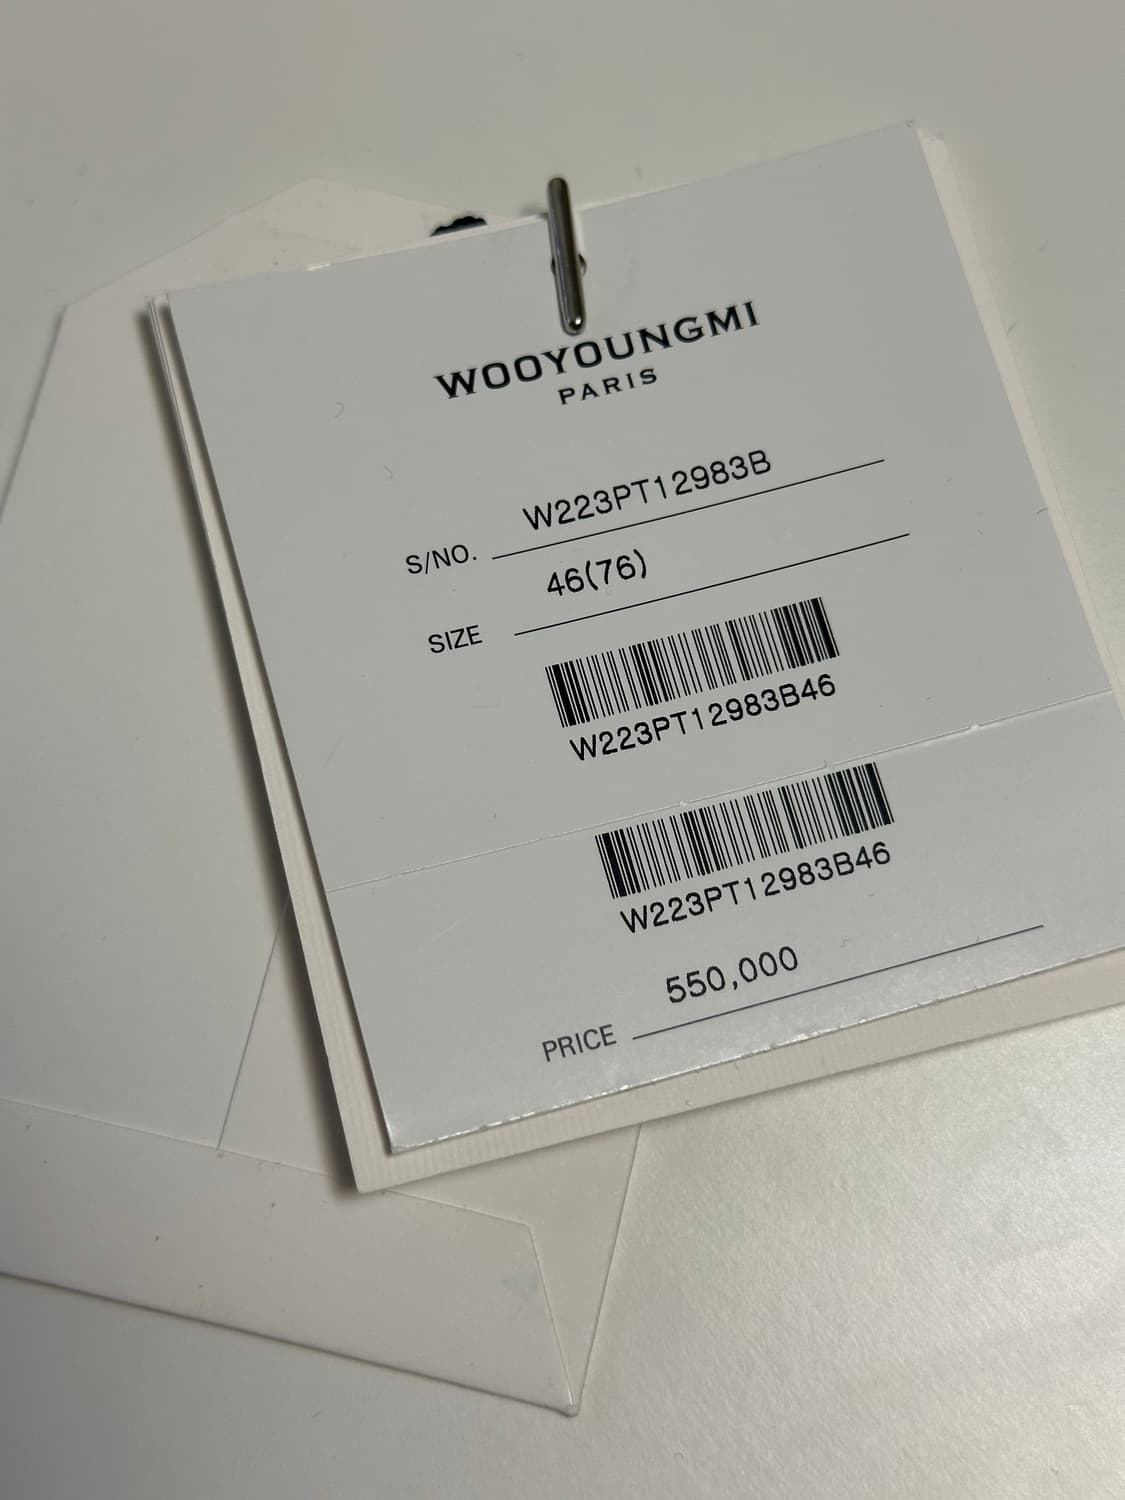 WOOYOUNGMI
PARIS
S/NO. W223PT12983B
SIZE 46(76)
W223PT12983B46
W223PT12983B46
PRICE 550,000